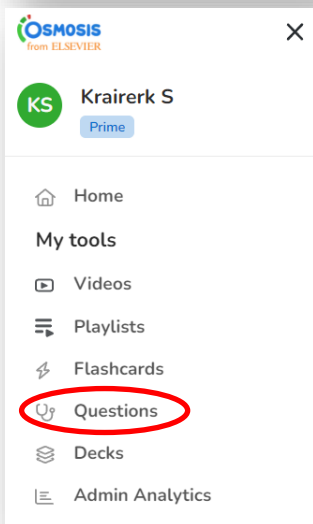 OSMOSIS
from ELSEVIER
KS
Krairerk S
Prime
Home
My tools
Videos
Playlists
Flashcards
Questions
Decks
Admin Analytics